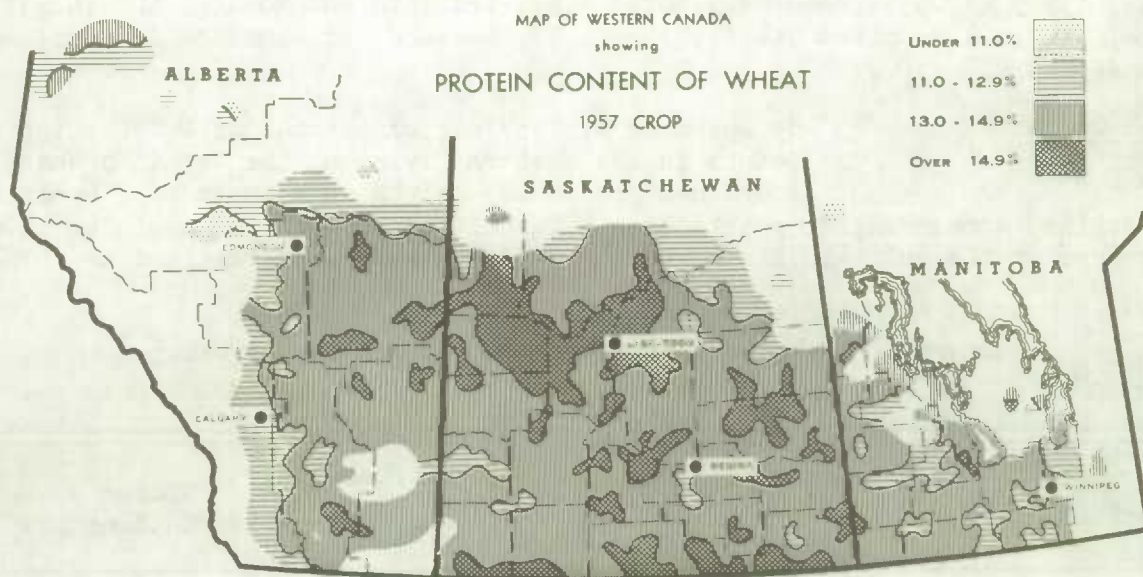 MAP OF WESTERN CANADA
showing
PROTEIN CONTENT OF WHEAT
1957 CROP
UNDER 11.0%
11.0 - 12.9%
13.0 - 14.9%
OVER 14.9%
ALBERTA
SASKATCHEWAN
MANITOBA
EDMONTON
CALGARY
REGINA
WINNIPEG